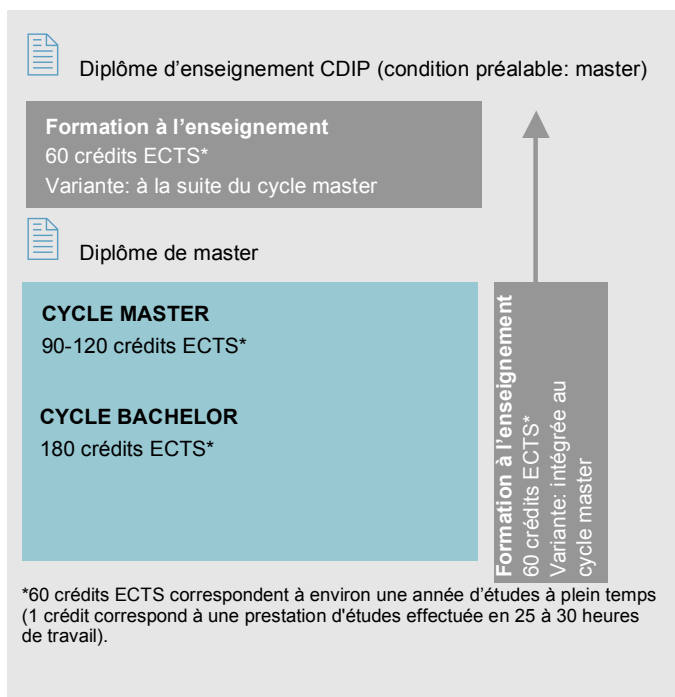 Diplôme d’enseignement CDIP (condition préalable: master)
Formation à l’enseignement
60 crédits ECTS*
Variante: à la suite du cycle master
Diplôme de master
CYCLE MASTER
90-120 crédits ECTS*
CYCLE BACHELOR
180 crédits ECTS*
Formation à l’enseignement
60 crédits ECTS*
Variante: intégrée au
cycle master
*60 crédits ECTS correspondent à environ une année d’études à plein temps
(1 crédit correspond à une prestation d'études effectuée en 25 à 30 heures
de travail).